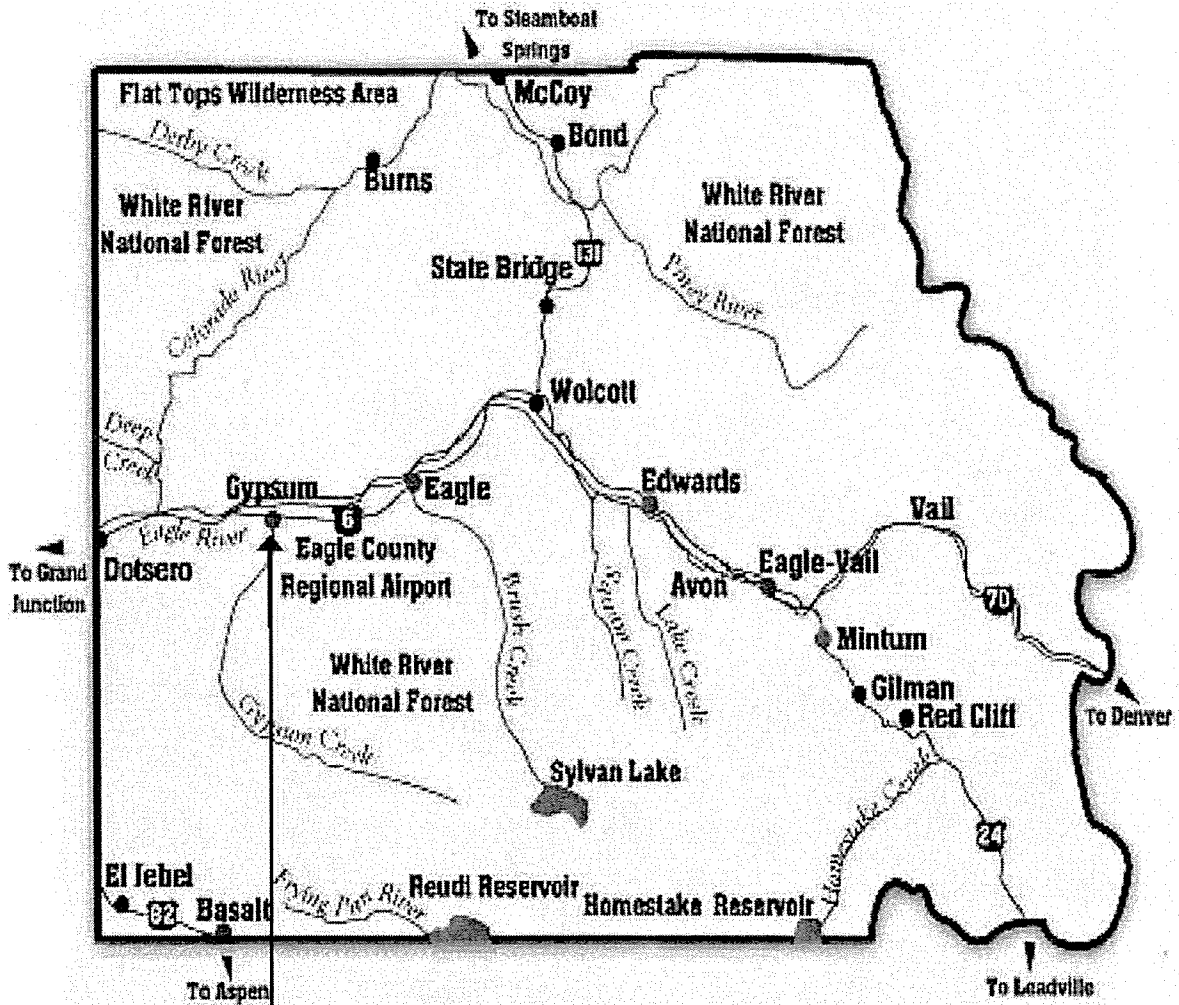 To Steamboat
Springs
Flat Tops Wilderness Area
McCoy
Derby Creek
Bond
Burns
White River
National Forest
White River
National Forest
131
State Bridge
Colorado River
Piney River
Wolcott
Deep
Creek
Gypsum
Eagle
Edwards
Vail
6
Eagle River
Eagle County
Regional Airport
To Grand
Junction
Dotsero
Avon
Eagle-Vail
70
Brush Creek
Squaw Creek
Lake Creek
Minturn
White River
National Forest
Gilman
Red Cliff
To Denver
Gypsum Creek
Sylvan Lake
Homestake Creek
24
El Jebel
82
Basalt
Frying Pan River
Reudi Reservoir
Homestake Reservoir
To Aspen
To Leadville